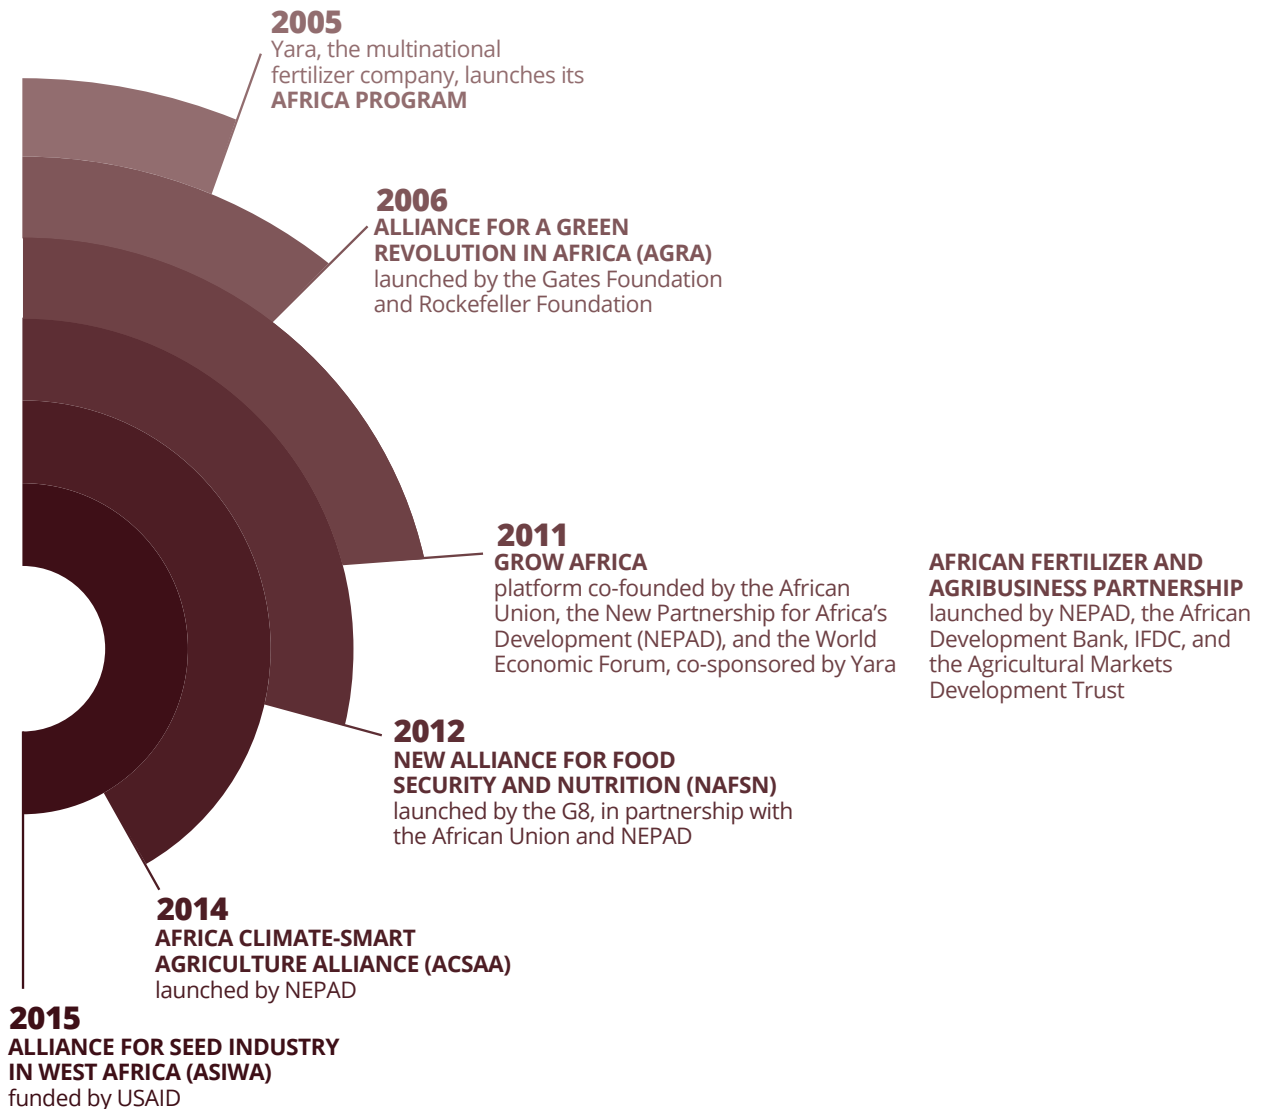 2005
Yara, the multinational
fertilizer company, launches its
AFRICA PROGRAM
2006
ALLIANCE FOR A GREEN
REVOLUTION IN AFRICA (AGRA)
launched by the Gates Foundation
and Rockefeller Foundation
2011
GROW AFRICA
platform co-founded by the African
Union, the New Partnership for Africa’s
Development (NEPAD), and the World
Economic Forum, co-sponsored by Yara
AFRICAN FERTILIZER AND
AGRIBUSINESS PARTNERSHIP
launched by NEPAD, the African
Development Bank, IFDC, and
the Agricultural Markets
Development Trust
2012
NEW ALLIANCE FOR FOOD
SECURITY AND NUTRITION (NAFSN)
launched by the G8, in partnership with
the African Union and NEPAD
2014
AFRICA CLIMATE-SMART
AGRICULTURE ALLIANCE (ACSAA)
launched by NEPAD
2015
ALLIANCE FOR SEED INDUSTRY
IN WEST AFRICA (ASIWA)
funded by USAID